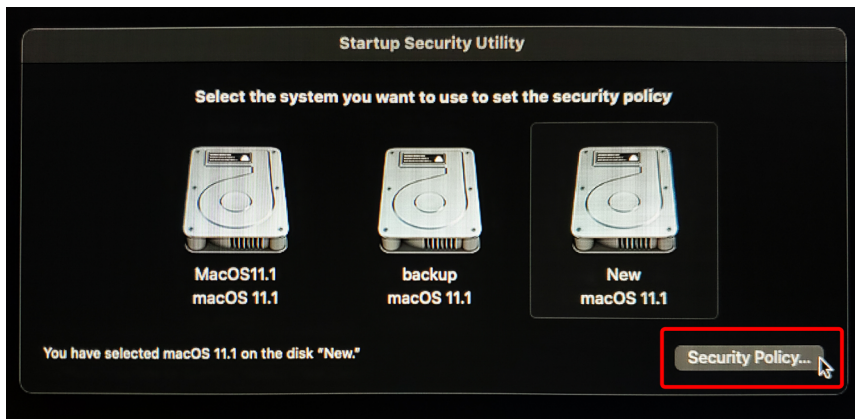 Startup Security Utility
Select the system you want to use to set the security policy
MacOS11.1
macOS 11.1
backup
macOS 11.1
New
macOS 11.1
You have selected macOS 11.1 on the disk "New."
Security Policy...